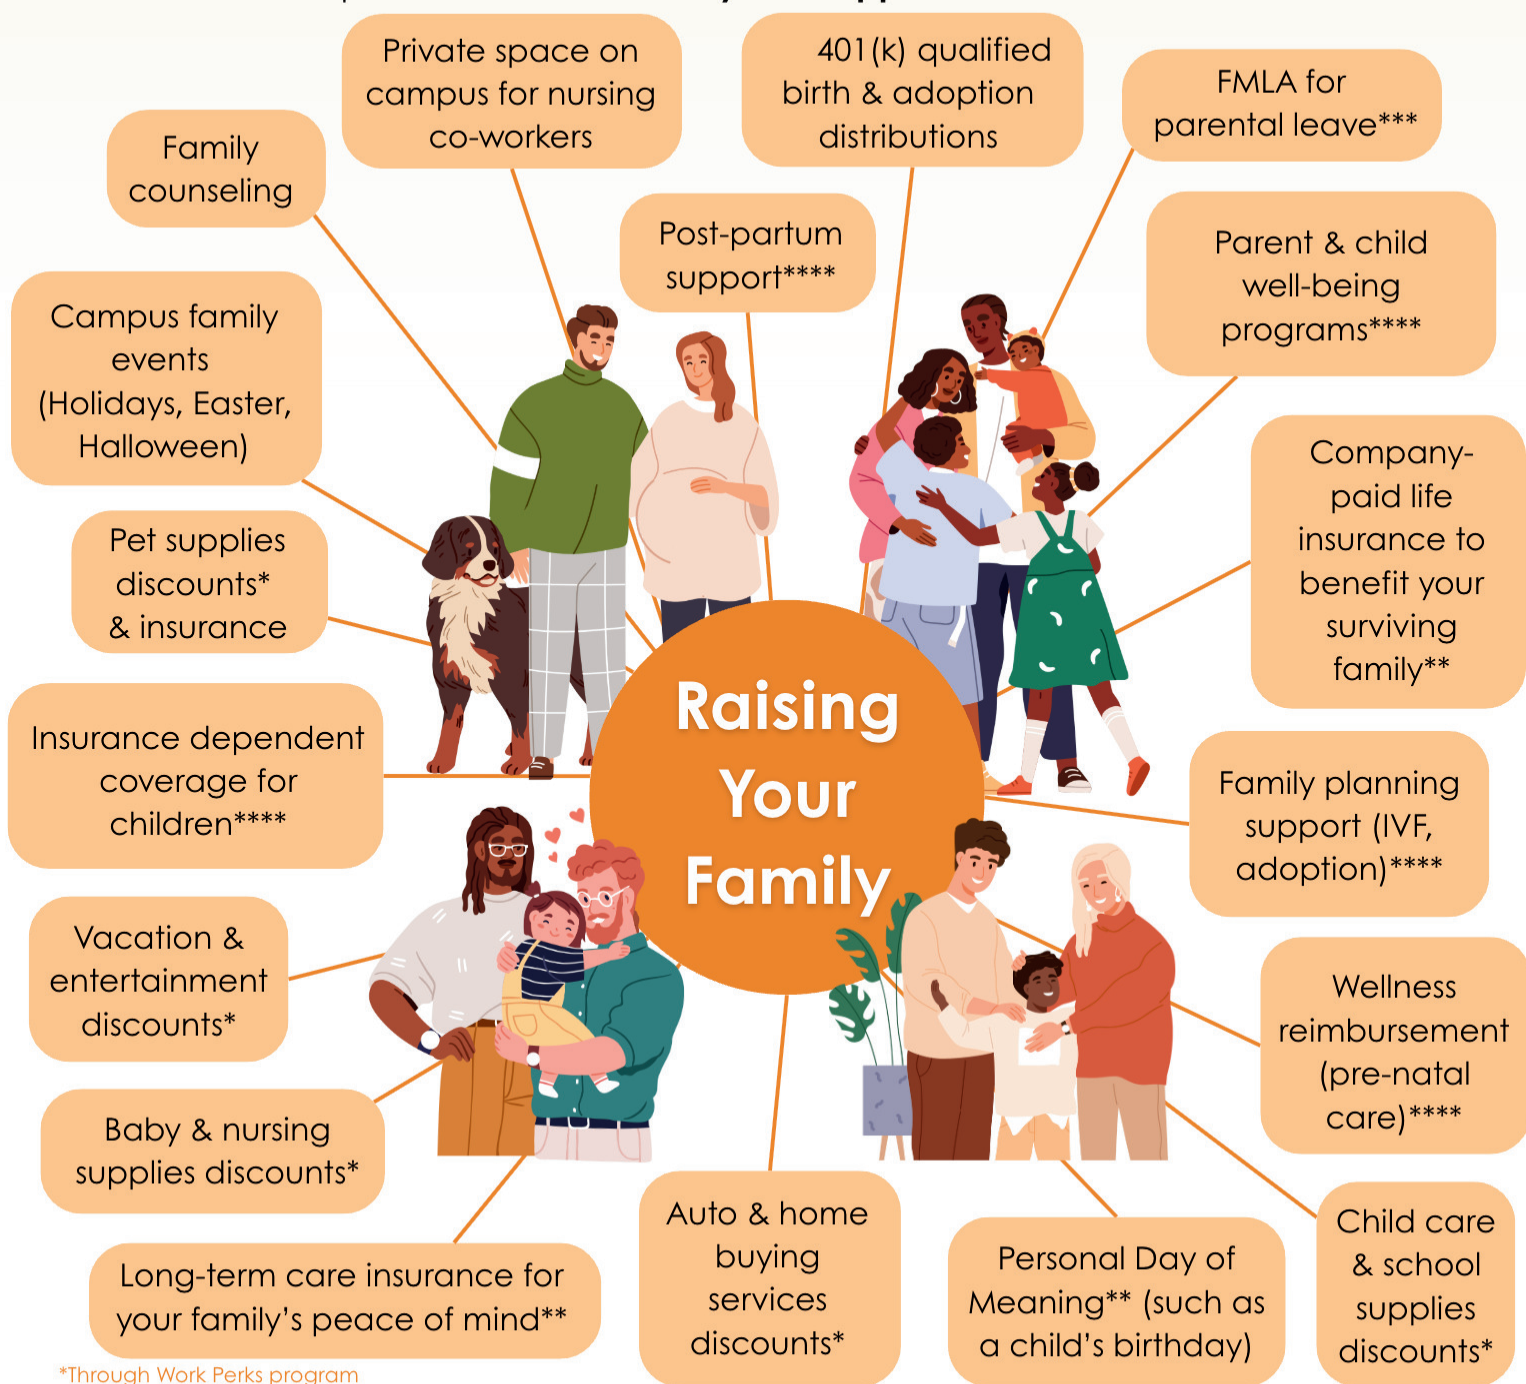 Private space on
campus for nursing
co-workers
401(k) qualified
birth & adoption
distributions
FMLA for
parental leave***
Family
counseling
Post-partum
support****
Parent & child
well-being
programs****
Campus family
events
(Holidays, Easter,
Halloween)
Company-
paid life
insurance to
benefit your
surviving
family**
Pet supplies
discounts*
& insurance
Raising
Your
Family
Insurance dependent
coverage for
children****
Family planning
support (IVF,
adoption)****
Vacation &
entertainment
discounts*
Wellness
reimbursement
(pre-natal
care)****
Baby & nursing
supplies discounts*
Auto & home
buying
services
discounts*
Child care
& school
supplies
discounts*
Personal Day of
Meaning** (such as
a child's birthday)
Long-term care insurance for
your family's peace of mind**
*Through Work Perks program